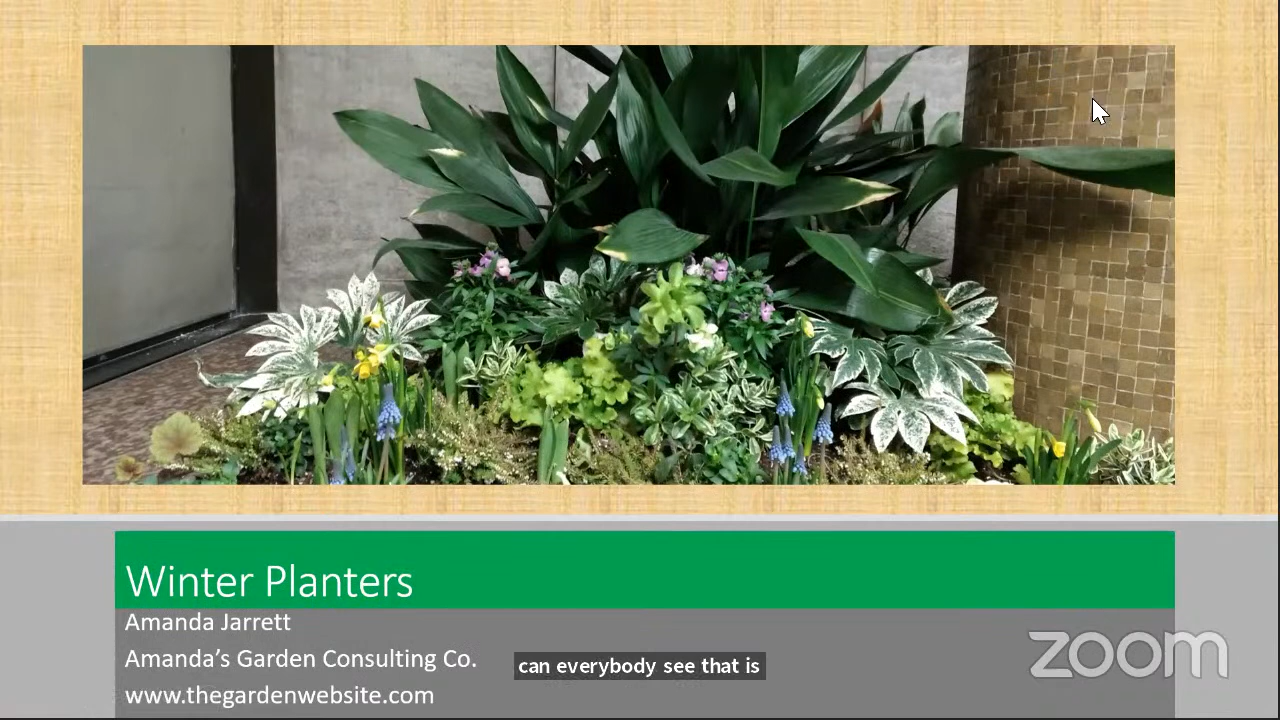 Winter Planters
Amanda Jarrett
Amanda's Garden Consulting Co.
can everybody see that is
www.thegardenwebsite.com
zoom